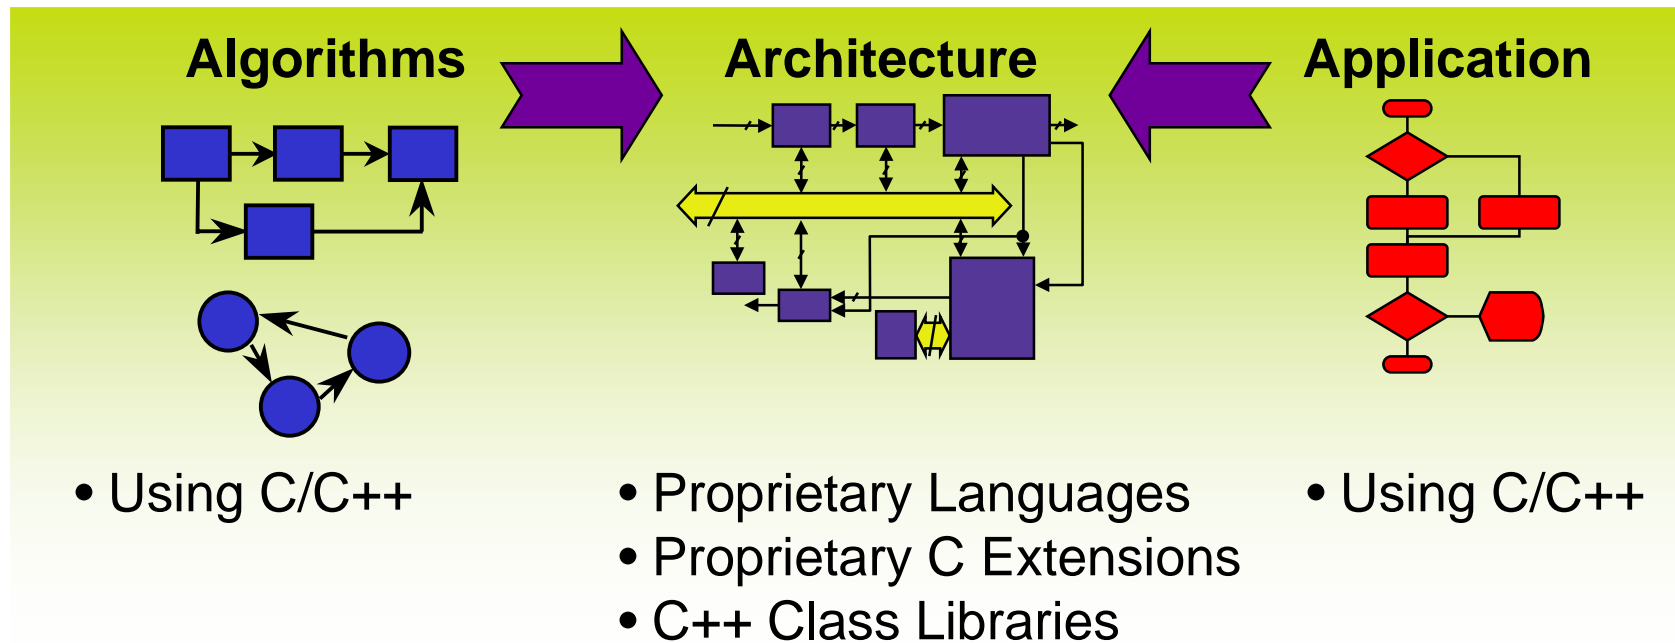 Algorithms
Architecture
Application
• Using C/C++
• Proprietary Languages
• Proprietary C Extensions
• C++ Class Libraries
• Using C/C++